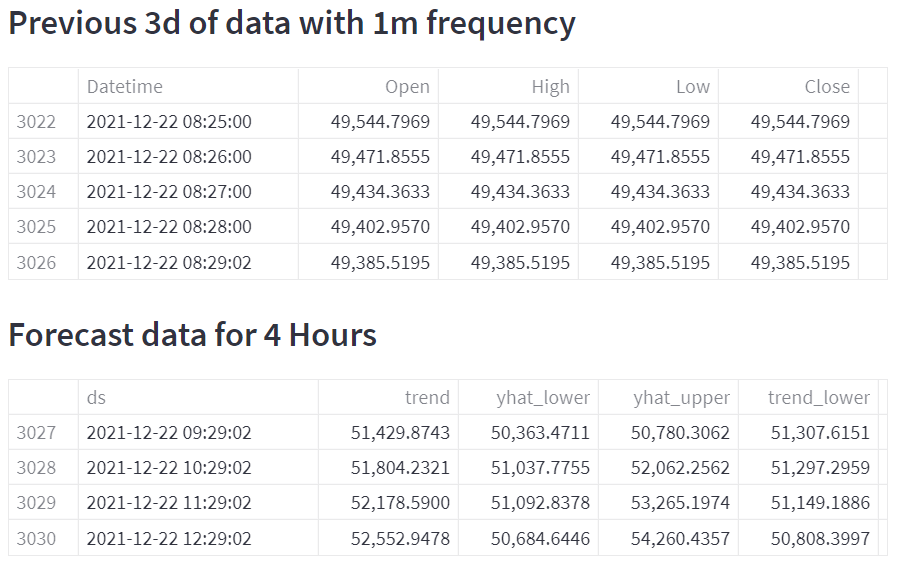 Previous 3d of data with 1m frequency
Datetime Open High Low Close
3022 2021-12-22 08:25:00 49,544.7969 49,544.7969 49,544.7969 49,544.7969
3023 2021-12-22 08:26:00 49,471.8555 49,471.8555 49,471.8555 49,471.8555
3024 2021-12-22 08:27:00 49,434.3633 49,434.3633 49,434.3633 49,434.3633
3025 2021-12-22 08:28:00 49,402.9570 49,402.9570 49,402.9570 49,402.9570
3026 2021-12-22 08:29:02 49,385.5195 49,385.5195 49,385.5195 49,385.5195
Forecast data for 4 Hours
ds trend yhat_lower yhat_upper trend_lower
3027 2021-12-22 09:29:02 51,429.8743 50,363.4711 50,780.3062 51,307.6151
3028 2021-12-22 10:29:02 51,804.2321 51,037.7755 52,062.2562 51,297.2959
3029 2021-12-22 11:29:02 52,178.5900 51,092.8378 53,265.1974 51,149.1886
3030 2021-12-22 12:29:02 52,552.9478 50,684.6446 54,260.4357 50,808.3997